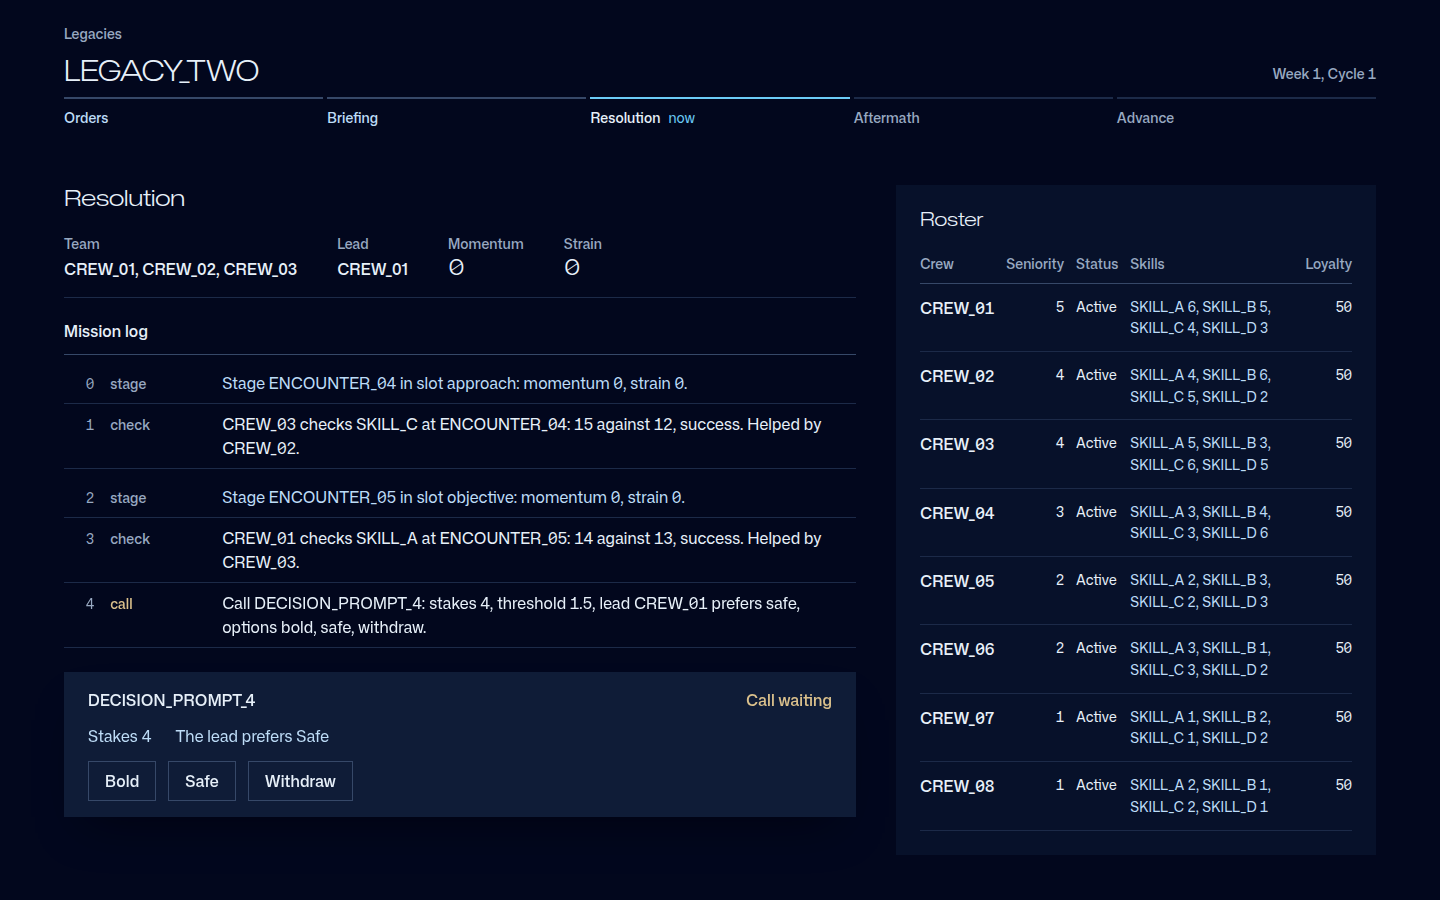 Legacies
LEGACY_TWO
Week 1, Cycle 1
Orders
Briefing
Resolution now
Aftermath
Advance
Resolution
Team
CREW_01, CREW_02, CREW_03
Lead
CREW_01
Momentum
0
Strain
0
Mission log
0 stage Stage ENCOUNTER_04 in slot approach: momentum 0, strain 0.
1 check CREW_03 checks SKILL_C at ENCOUNTER_04: 15 against 12, success. Helped by
CREW_02.
2 stage Stage ENCOUNTER_05 in slot objective: momentum 0, strain 0.
3 check CREW_01 checks SKILL_A at ENCOUNTER_05: 14 against 13, success. Helped by
CREW_03.
4 call Call DECISION_PROMPT_4: stakes 4, threshold 1.5, lead CREW_01 prefers safe,
options bold, safe, withdraw.
DECISION_PROMPT_4
Call waiting
Stakes 4 The lead prefers Safe
Bold Safe Withdraw
Roster
Crew Seniority Status Skills Loyalty
CREW_01 5 Active SKILL_A 6, SKILL_B 5, 50
SKILL_C 4, SKILL_D 3
CREW_02 4 Active SKILL_A 4, SKILL_B 6, 50
SKILL_C 5, SKILL_D 2
CREW_03 4 Active SKILL_A 5, SKILL_B 3, 50
SKILL_C 6, SKILL_D 5
CREW_04 3 Active SKILL_A 3, SKILL_B 4, 50
SKILL_C 3, SKILL_D 6
CREW_05 2 Active SKILL_A 2, SKILL_B 3, 50
SKILL_C 2, SKILL_D 3
CREW_06 2 Active SKILL_A 3, SKILL_B 1, 50
SKILL_C 3, SKILL_D 2
CREW_07 1 Active SKILL_A 1, SKILL_B 2, 50
SKILL_C 1, SKILL_D 2
CREW_08 1 Active SKILL_A 2, SKILL_B 1, 50
SKILL_C 2, SKILL_D 1